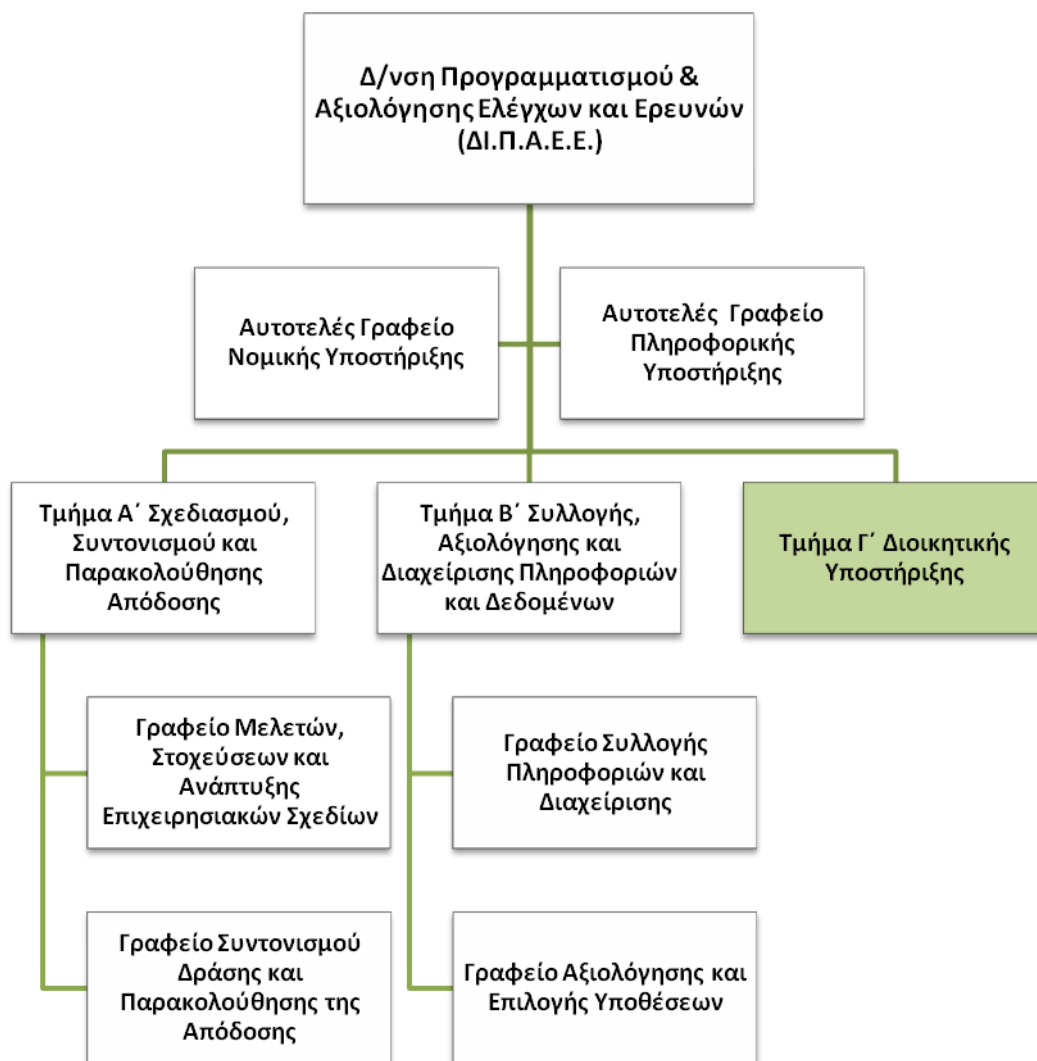 Δ/νση Προγραμματισμού &
Αξιολόγησης Ελέγχων και Ερευνών
(ΔΙ.Π.Α.Ε.Ε.)
Αυτοτελές Γραφείο
Νομικής Υποστήριξης
Αυτοτελές Γραφείο
Πληροφορικής
Υποστήριξης
Τμήμα Α΄ Σχεδιασμού,
Συντονισμού και
Παρακολούθησης
Απόδοσης
Τμήμα Β΄ Συλλογής,
Αξιολόγησης και
Διαχείρισης Πληροφοριών
και Δεδομένων
Τμήμα Γ΄ Διοικητικής
Υποστήριξης
Γραφείο Μελετών,
Στοχεύσεων και
Ανάπτυξης
Επιχειρησιακών Σχεδίων
Γραφείο Συλλογής
Πληροφοριών και
Διαχείρισης
Γραφείο Συντονισμού
Δράσης και
Παρακολούθησης της
Απόδοσης
Γραφείο Αξιολόγησης και
Επιλογής Υποθέσεων